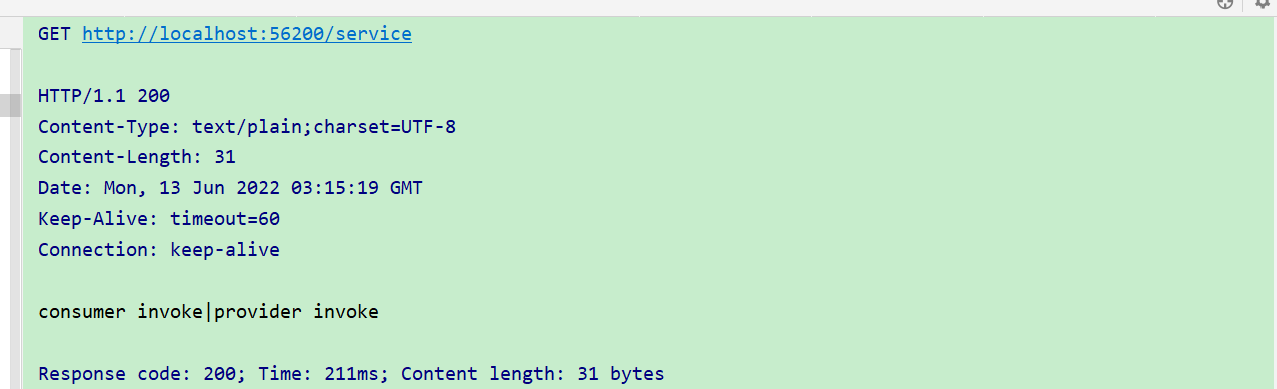 GET http://localhost:56200/service
HTTP/1.1 200
Content-Type: text/plain;charset=UTF-8
Content-Length: 31
Date: Mon, 13 Jun 2022 03:15:19 GMT
Keep-Alive: timeout=60
Connection: keep-alive
consumer invoke|provider invoke
Response code: 200; Time: 211ms; Content length: 31 bytes